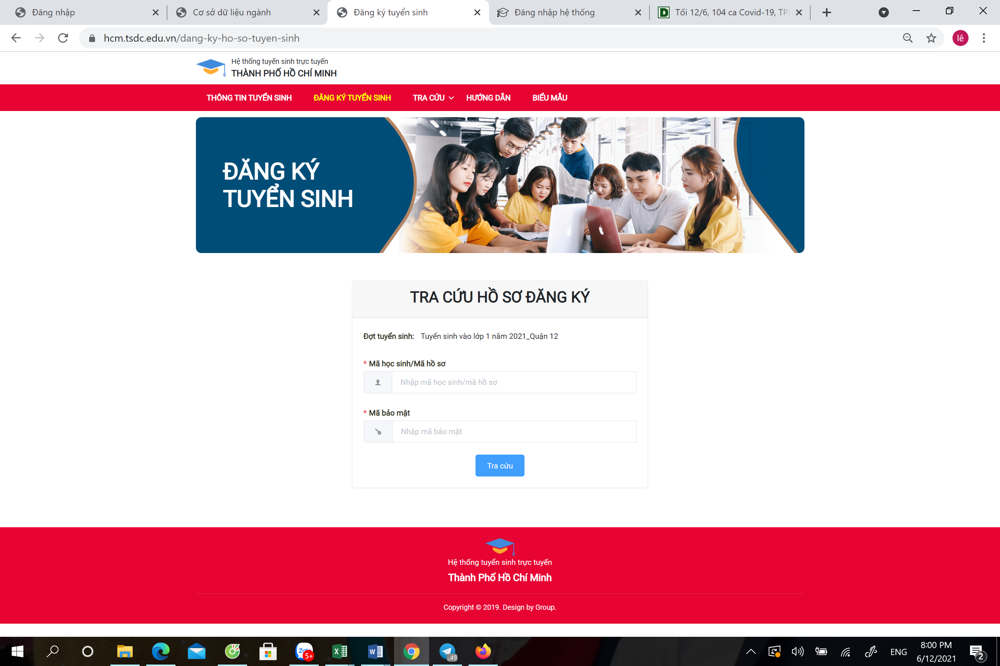 Đăng nhập
Cơ sở dữ liệu ngành
Đăng ký tuyển sinh
Đăng nhập hệ thống
Tối 12/6, 104 ca Covid-19, TP
hcm.tsdc.edu.vn/dang-ky-ho-so-tuyen-sinh
lê
Hệ thống tuyển sinh trực tuyến
THÀNH PHỐ HỒ CHÍ MINH
THÔNG TIN TUYỂN SINH
ĐĂNG KÝ TUYỂN SINH
TRA CỨU
HƯỚNG DẪN
BIỂU MẪU
ĐĂNG KÝ
TUYỂN SINH
TRA CỨU HỒ SƠ ĐĂNG KÝ
Đợt tuyển sinh: Tuyển sinh vào lớp 1 năm 2021_Quận 12
* Mã học sinh/Mã hồ sơ
Nhập mã học sinh/mã hồ sơ
* Mã bảo mật
Nhập mã bảo mật
Tra cứu
Hệ thống tuyển sinh trực tuyến
Thành Phố Hồ Chí Minh
Copyright © 2019. Design by Group.
5+
..49
ENG
8:00 PM
6/12/2021
2